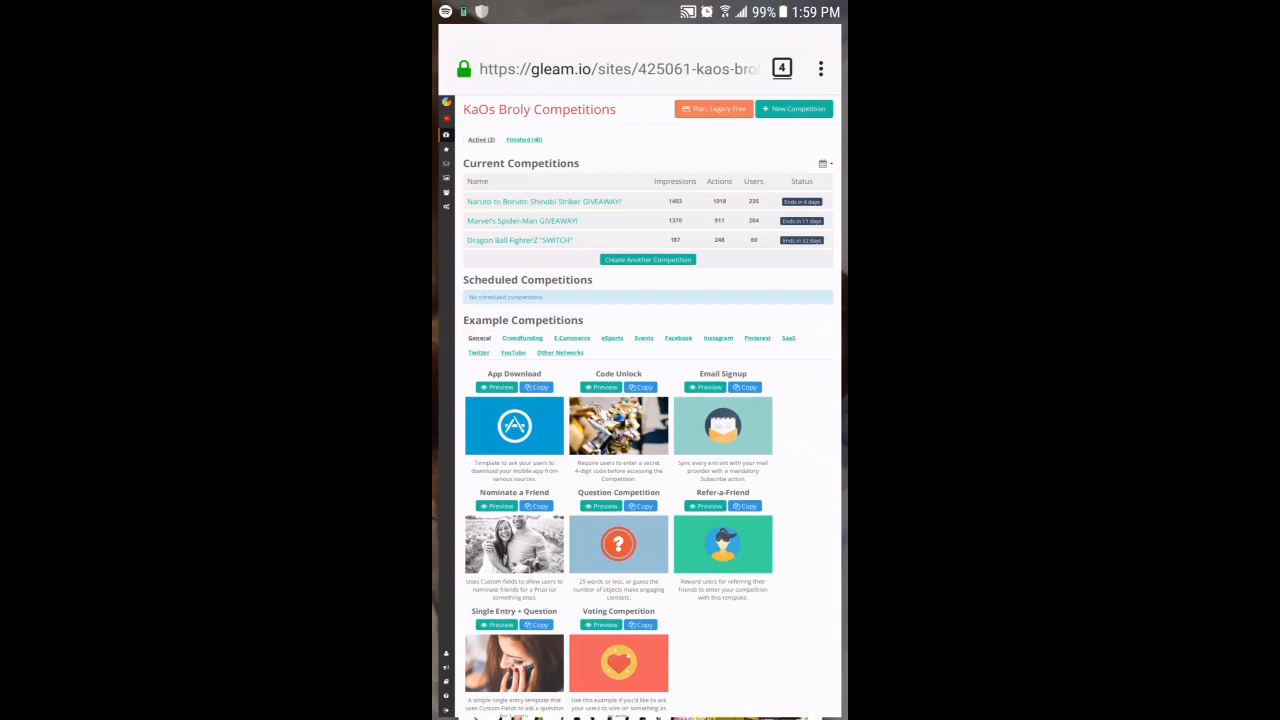 99% 1:59 PM
https://gleam.io/sites/425061-kaos-bro
4
KaOs Broly Competitions
Plan: Legacy Free
+ New Competition
Active (3) Finished (40)
Current Competitions
Name Impressions Actions Users Status
Naruto to Boruto: Shinobi Striker GIVEAWAY! 1483 1018 235 Ends in 4 days
Marvel's Spider-Man GIVEAWAY! 1370 911 204 Ends in 11 days
Dragon Ball FighterZ "SWITCH" 187 248 60 Ends in 32 days
Create Another Competition
Scheduled Competitions
No scheduled competitions
Example Competitions
General Crowdfunding E-Commerce eSports Events Facebook Instagram Pinterest SaaS
Twitter YouTube Other Networks
App Download Code Unlock Email Signup
Preview Copy Preview Copy Preview Copy
Template to ask your users to
download your mobile app from
various sources.
Require users to enter a secret
4-digit code before accessing the
Competition.
Sync every entrant with your mail
provider with a mandatory
Subscribe action.
Nominate a Friend Question Competition Refer-a-Friend
Preview Copy Preview Copy Preview Copy
?
Uses Custom fields to allow users to
nominate friends for a Prize (or
something else).
25 words or less, or guess the
number of objects make engaging
contests.
Reward users for referring their
friends to enter your competition
with this template.
Single Entry + Question Voting Competition
Preview Copy Preview Copy
A simple single entry template that
uses Custom Fields to ask a question
Use this example if you'd like to ask
your users to vote on something as